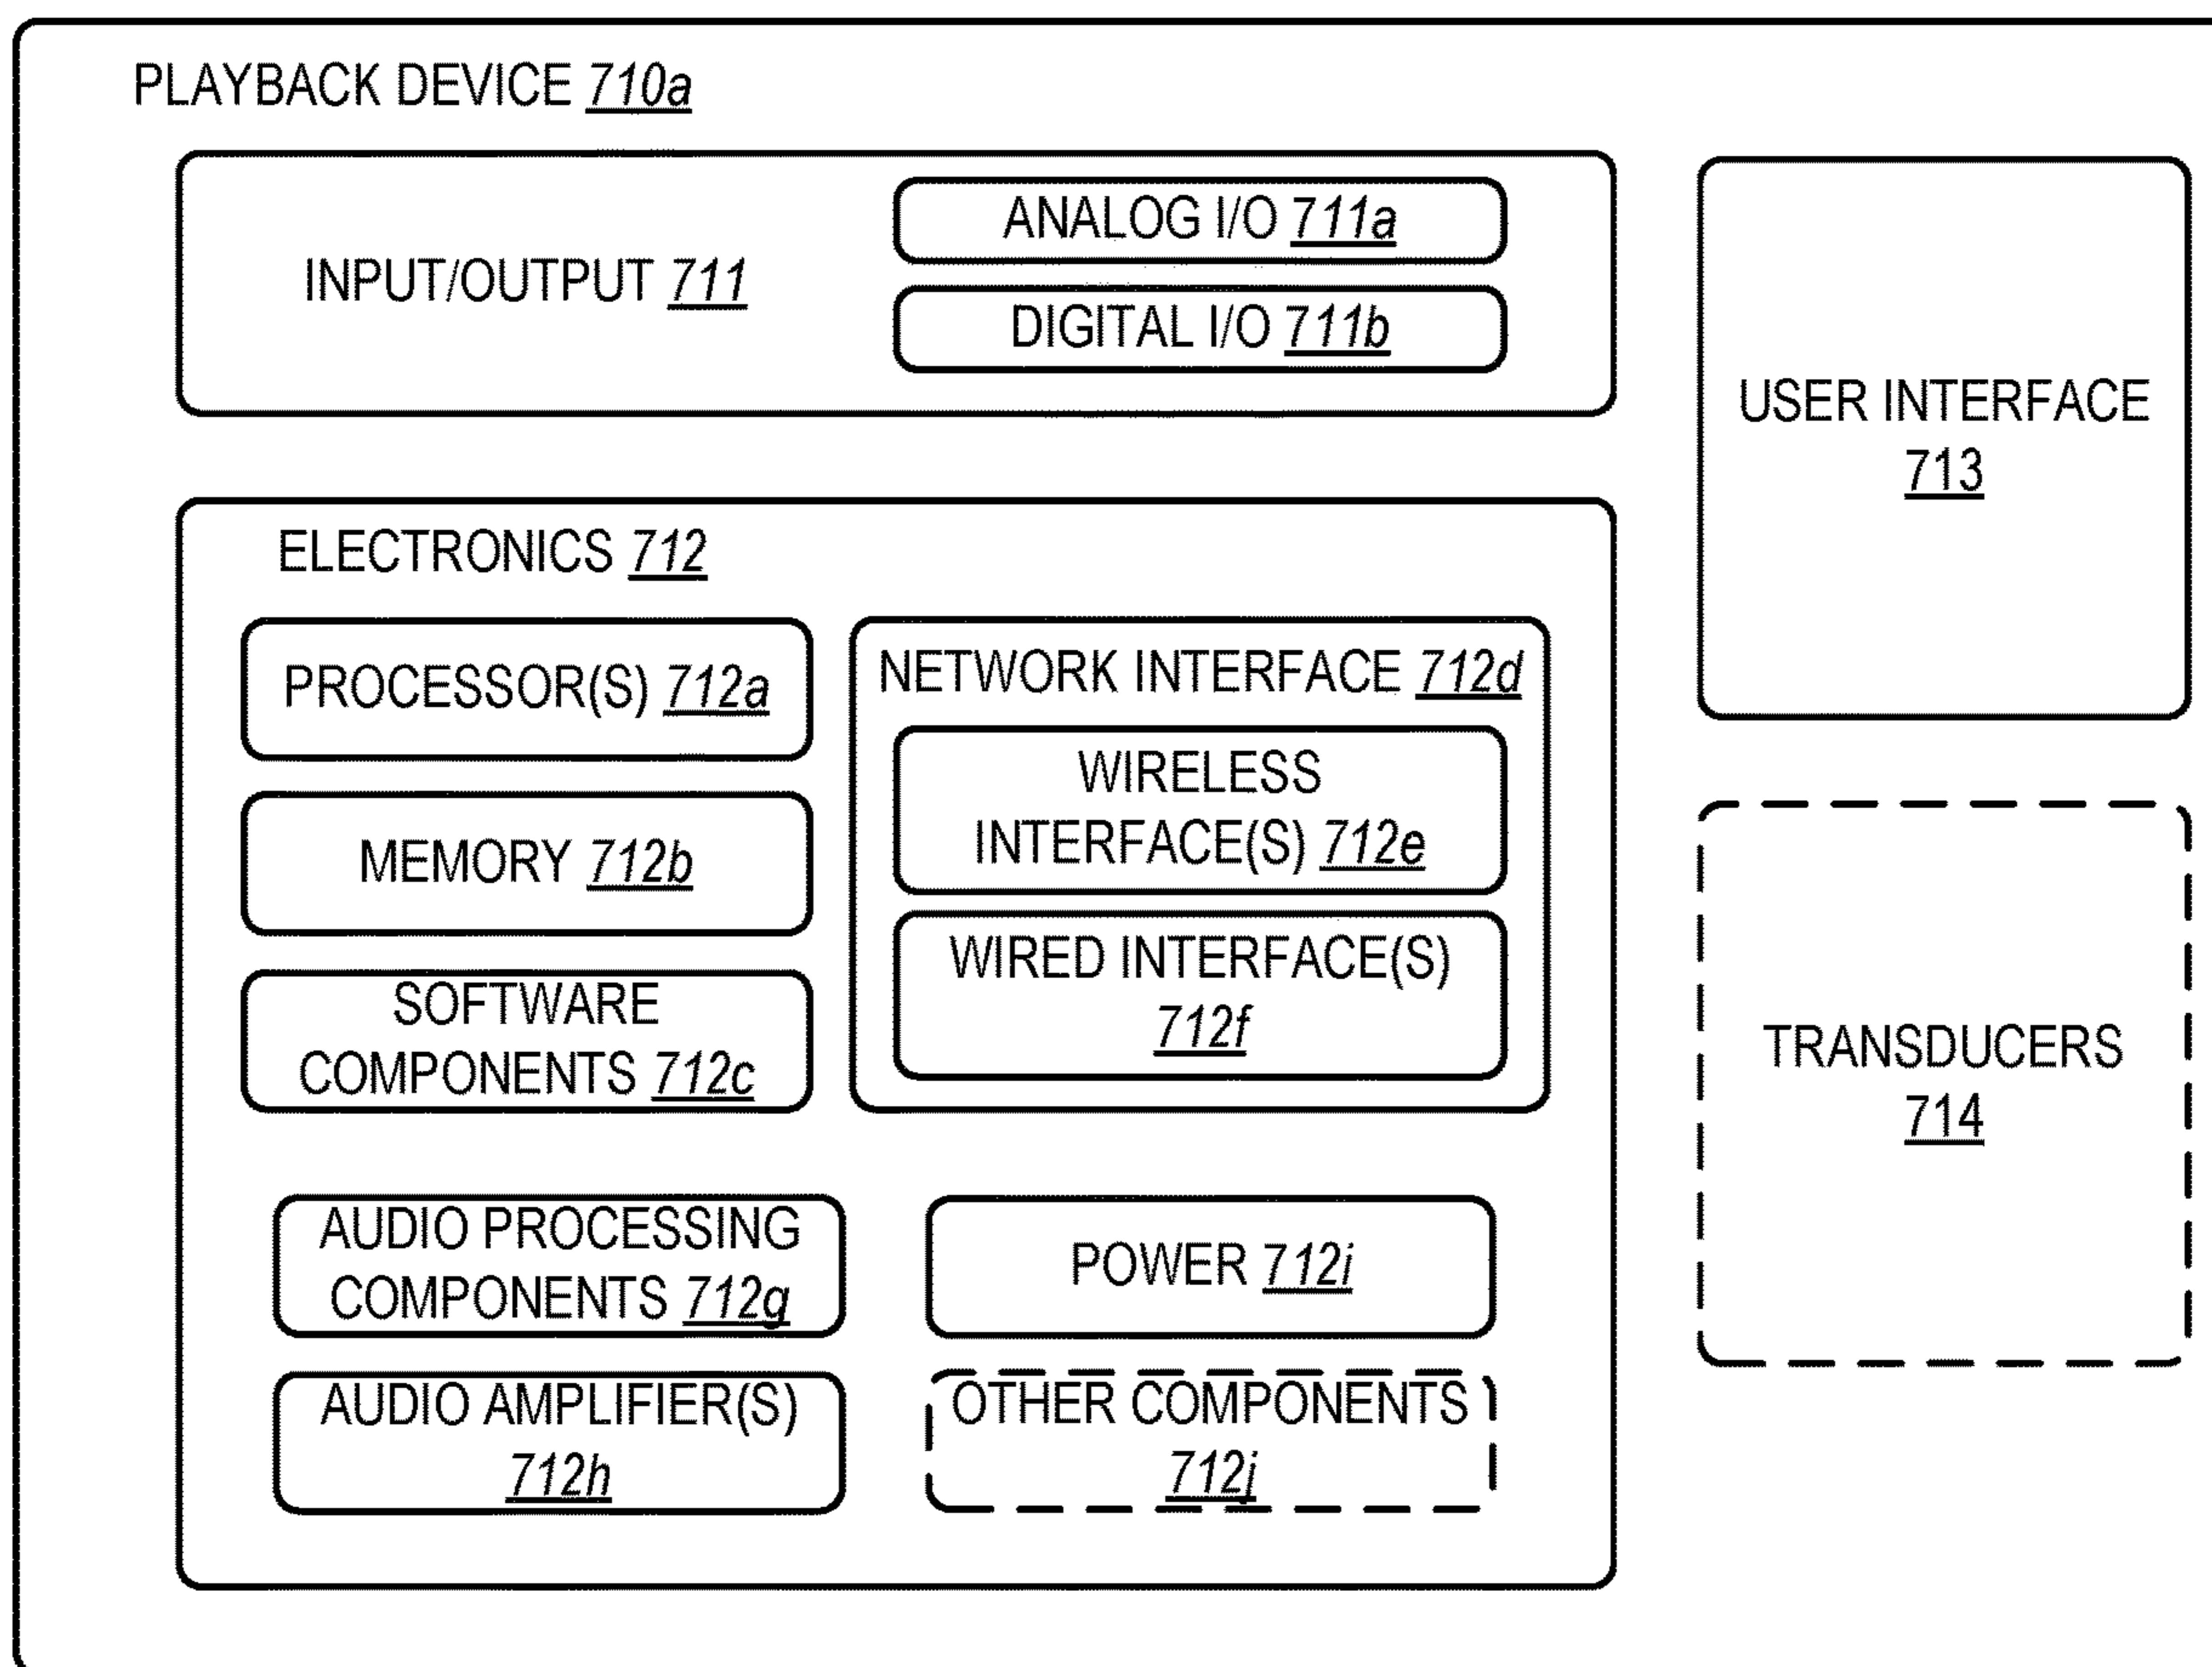 PLAYBACK DEVICE 710a
INPUT/OUTPUT 711
ANALOG I/O 711a
DIGITAL I/O 711b
USER INTERFACE
713
ELECTRONICS 712
PROCESSOR(S) 712a
MEMORY 712b
SOFTWARE
COMPONENTS 712c
NETWORK INTERFACE 712d
WIRELESS
INTERFACE(S) 712e
WIRED INTERFACE(S)
712f
TRANSDUCERS
714
AUDIO PROCESSING
COMPONENTS 712g
AUDIO AMPLIFIER(S)
712h
POWER 712i
OTHER COMPONENTS
712j